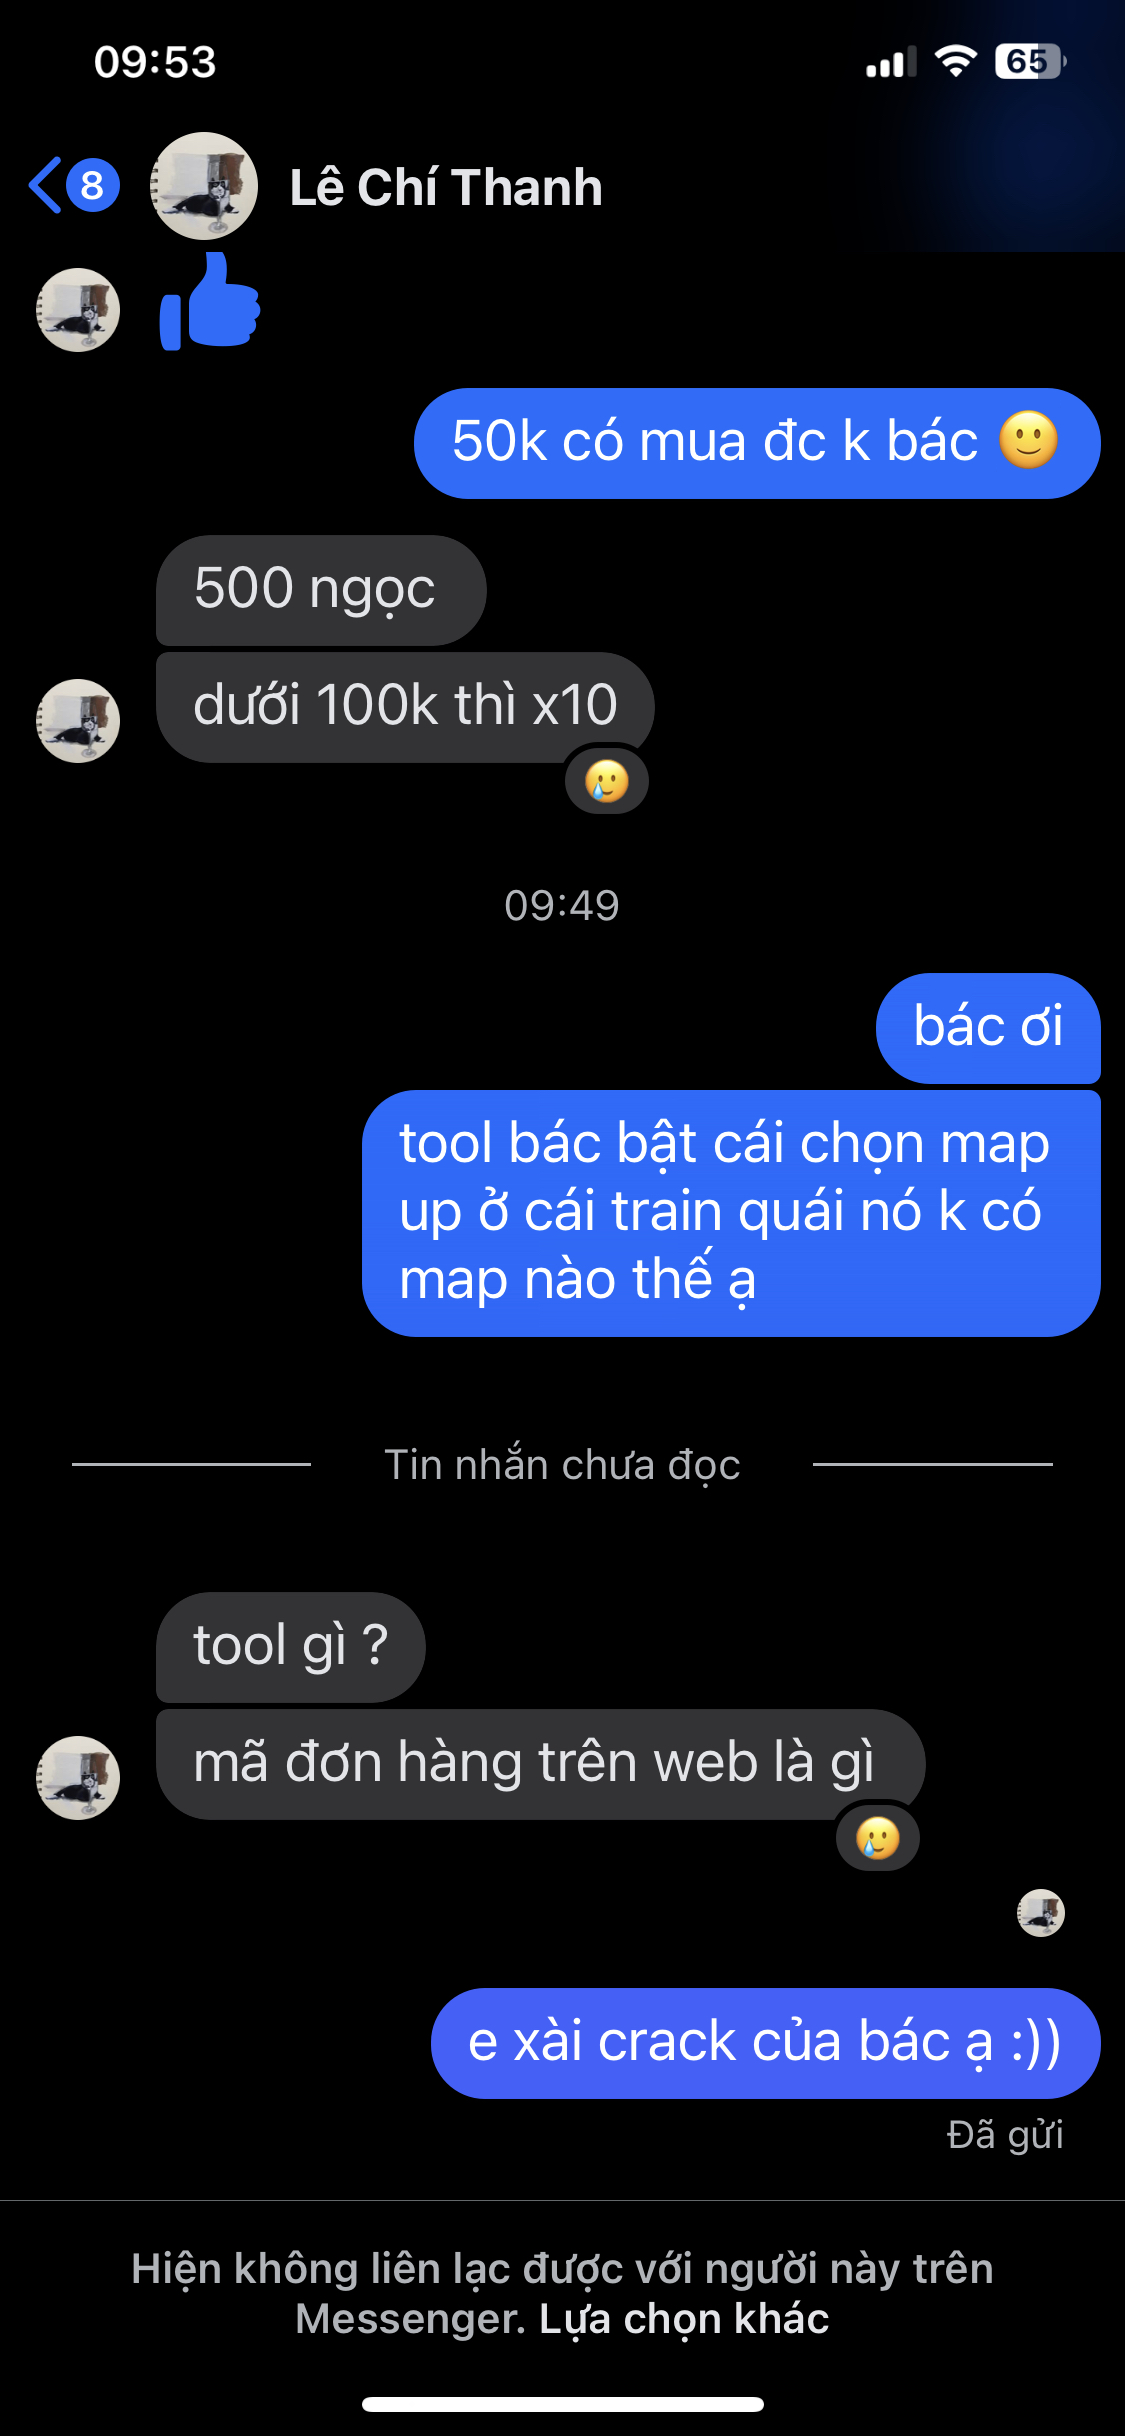 09:53
65
8
Lê Chí Thanh
50k có mua đc k bác 🙂
500 ngọc
dưới 100k thì x10
🥲
09:49
bác ơi
tool bác bật cái chọn map
up ở cái train quái nó k có
map nào thế ạ
Tin nhắn chưa đọc
tool gì ?
mã đơn hàng trên web là gì
🥲
e xài crack của bác ạ :))
Đã gửi
Hiện không liên lạc được với người này trên
Messenger. Lựa chọn khác